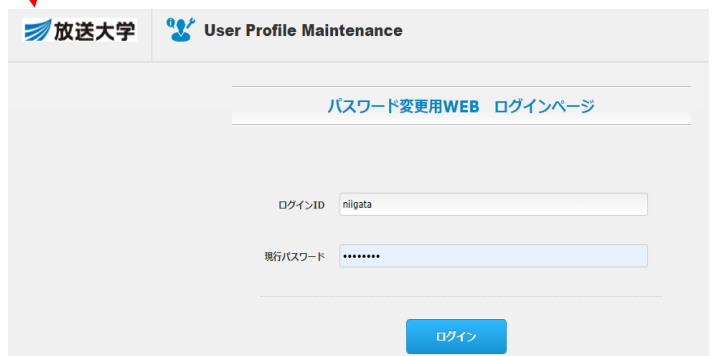 放送大学 User Profile Maintenance
パスワード変更用WEB ログインページ
ログインID niigata
現行パスワード ••••••••
ログイン